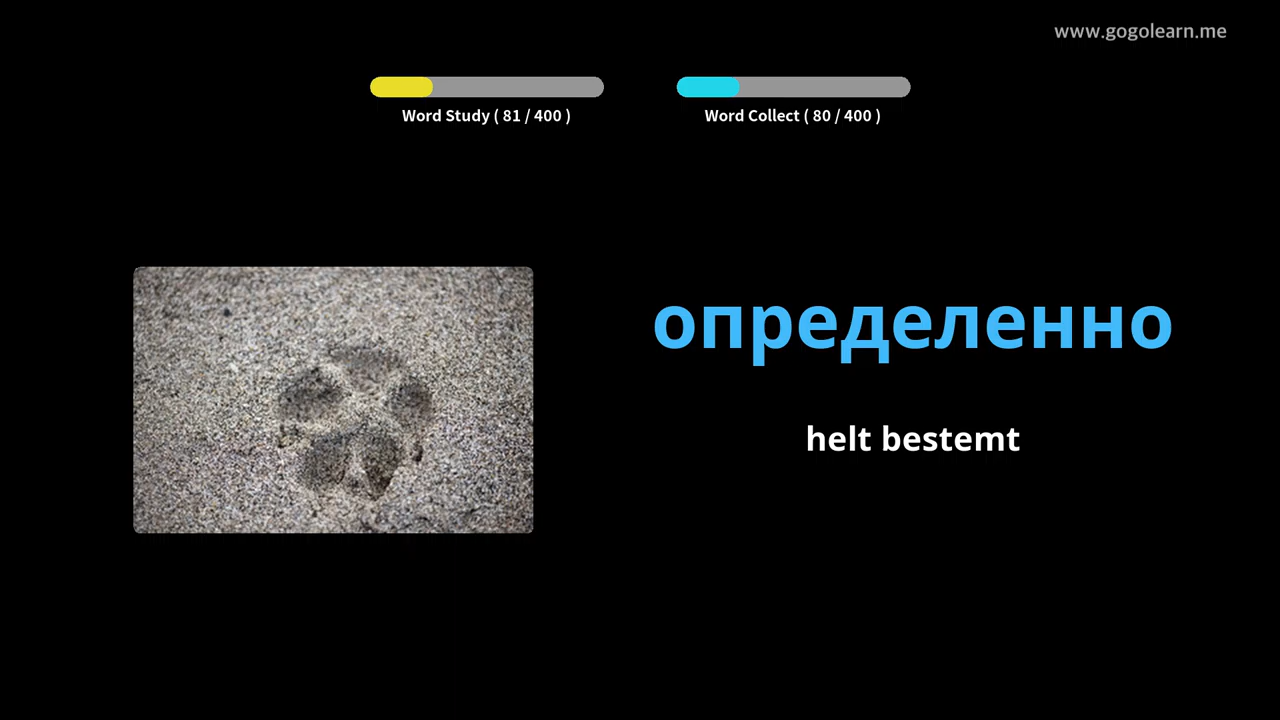 www.gogolearn.me
Word Study ( 81 / 400 )
Word Collect ( 80 / 400 )
определенно
helt bestemt